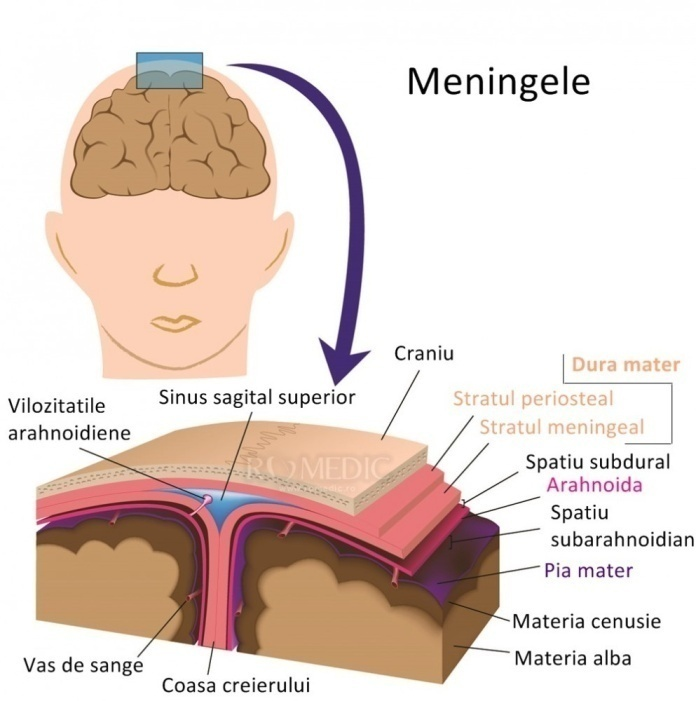 Meningele
Craniu
Dura mater
Sinus sagital superior
Stratul periosteal
Vilozitatile
arahnoidiene
Stratul meningeal
Spatiu subdural
Arahnoida
Spatiu
subarahnoidian
Pia mater
Materia cenusie
Materia alba
Vas de sange
Coasa creierului